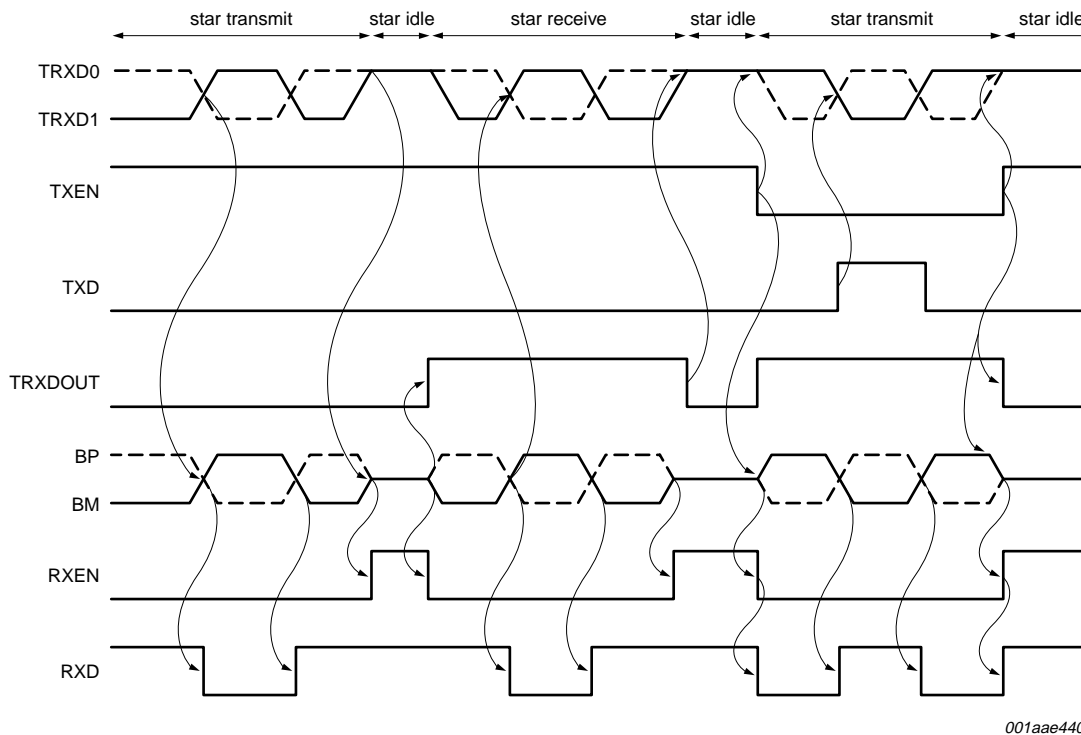 star transmit star idle star receive star idle star transmit star idle
TRXD0
TRXD1
TXEN
TXD
TRXDOUT
BP
BM
RXEN
RXD
001aae440